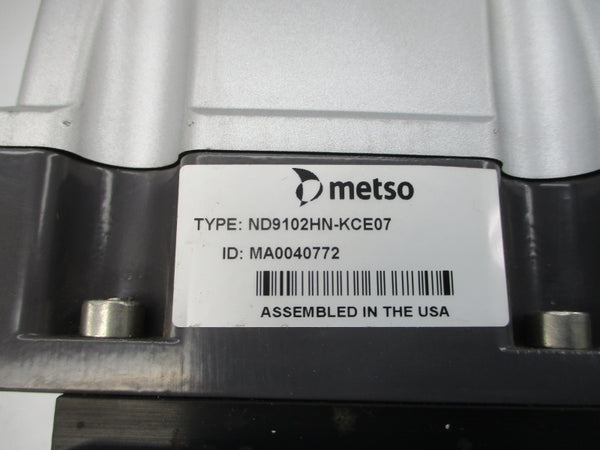 metso
TYPE: ND9102HN-KCE07
ID: MA0040772
ASSEMBLED IN THE USA